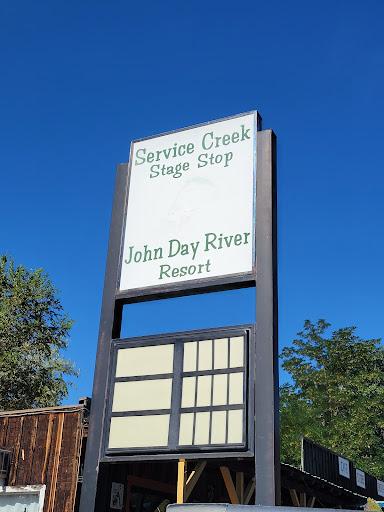 Service Creek
Stage Stop
John Day River
Resort